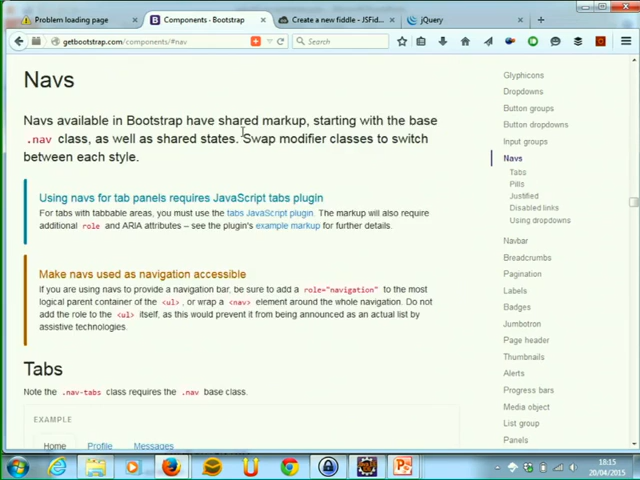 Problem loading page
Components · Bootstrap
Create a new fiddle - JSFid...
jQuery
getbootstrap.com/components/#nav
Search
Navs
Navs available in Bootstrap have shared markup, starting with the base
.nav class, as well as shared states. Swap modifier classes to switch
between each style.
Using navs for tab panels requires JavaScript tabs plugin
For tabs with tabbable areas, you must use the tabs JavaScript plugin. The markup will also require
additional role and ARIA attributes – see the plugin's example markup for further details.
Make navs used as navigation accessible
If you are using navs to provide a navigation bar, be sure to add a role="navigation" to the most
logical parent container of the <ul>, or wrap a <nav> element around the whole navigation. Do not
add the role to the <ul> itself, as this would prevent it from being announced as an actual list by
assistive technologies.
Tabs
Note the .nav-tabs class requires the .nav base class.
EXAMPLE
Home
Profile
Messages
Glyphicons
Dropdowns
Button groups
Button dropdowns
Input groups
Navs
Tabs
Pills
Justified
Disabled links
Using dropdowns
Navbar
Breadcrumbs
Pagination
Labels
Badges
Jumbotron
Page header
Thumbnails
Alerts
Progress bars
Media object
List group
Panels
18:15
20/04/2015